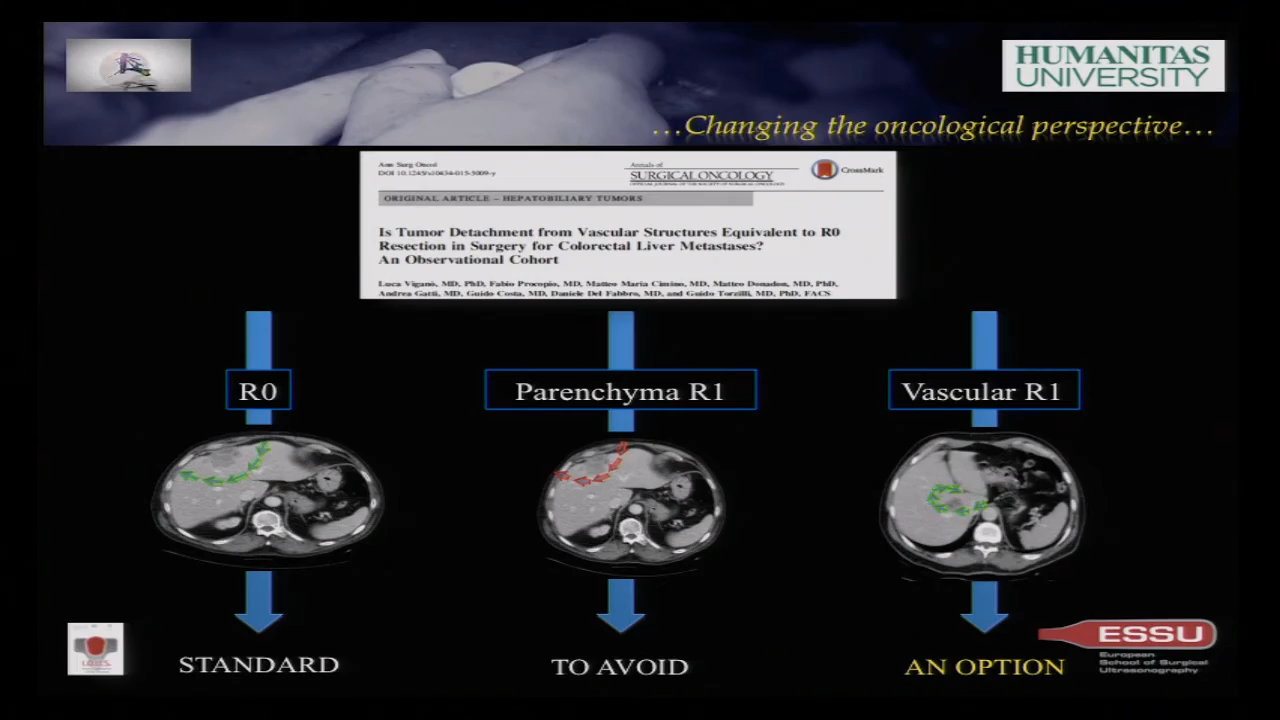 HUMANITAS
UNIVERSITY
...Changing the oncological perspective...
Ann Surg Oncol
DOI 10.1245/s10434-015-5009-y
Annals of
SURGICAL ONCOLOGY
OFFICIAL JOURNAL OF THE SOCIETY OF SURGICAL ONCOLOGY
CrossMark
ORIGINAL ARTICLE – HEPATOBILIARY TUMORS
Is Tumor Detachment from Vascular Structures Equivalent to R0
Resection in Surgery for Colorectal Liver Metastases?
An Observational Cohort
Luca Viganò, MD, PhD, Fabio Procopio, MD, Matteo Maria Cimino, MD, Matteo Donadon, MD, PhD,
Andrea Gatti, MD, Guido Costa, MD, Daniele Del Fabbro, MD, and Guido Torzilli, MD, PhD, FACS
R0
Parenchyma R1
Vascular R1
STANDARD
TO AVOID
AN OPTION
ESSU
European
School of Surgical
Ultrasonography